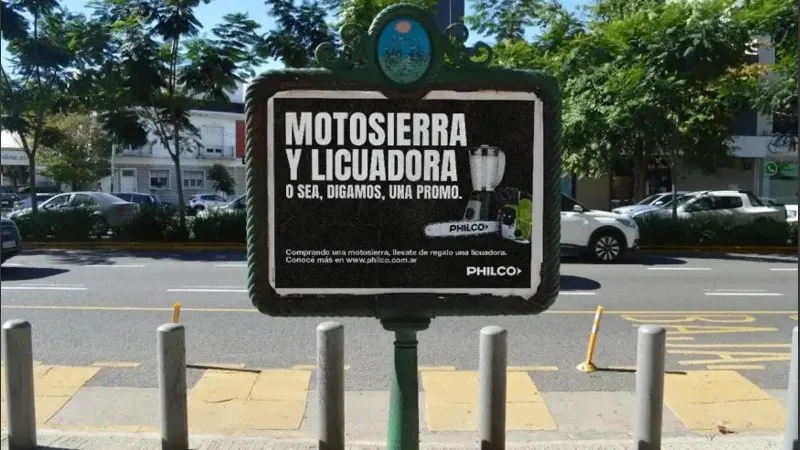 MOTOSIERRA
Y LICUADORA
O SEA, DIGAMOS, UNA PROMO.
PHILCO
Comprando una motosierra, llevate de regalo una licuadora.
Conocé más en www.philco.com.ar
PHILCO